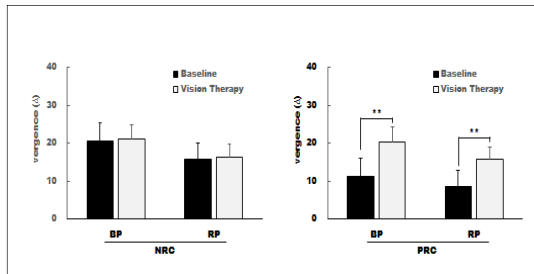 40
30
20
10
0
vergence (Δ)
Baseline
Vision Therapy
BP
RP
NRC
40
30
20
10
0
vergence (Δ)
Baseline
Vision Therapy
**
**
BP
RP
PRC